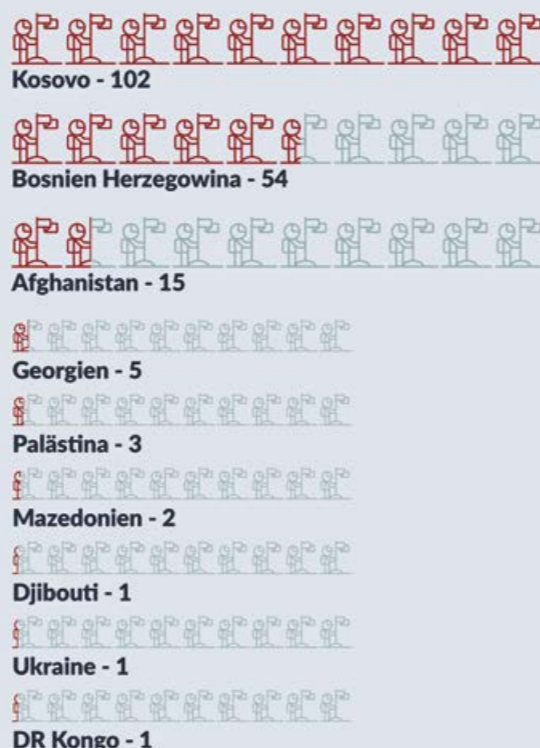 Kosovo - 102
Bosnien Herzegowina - 54
Afghanistan - 15
Georgien - 5
Palästina - 3
Mazedonien - 2
Djibouti - 1
Ukraine - 1
DR Kongo - 1